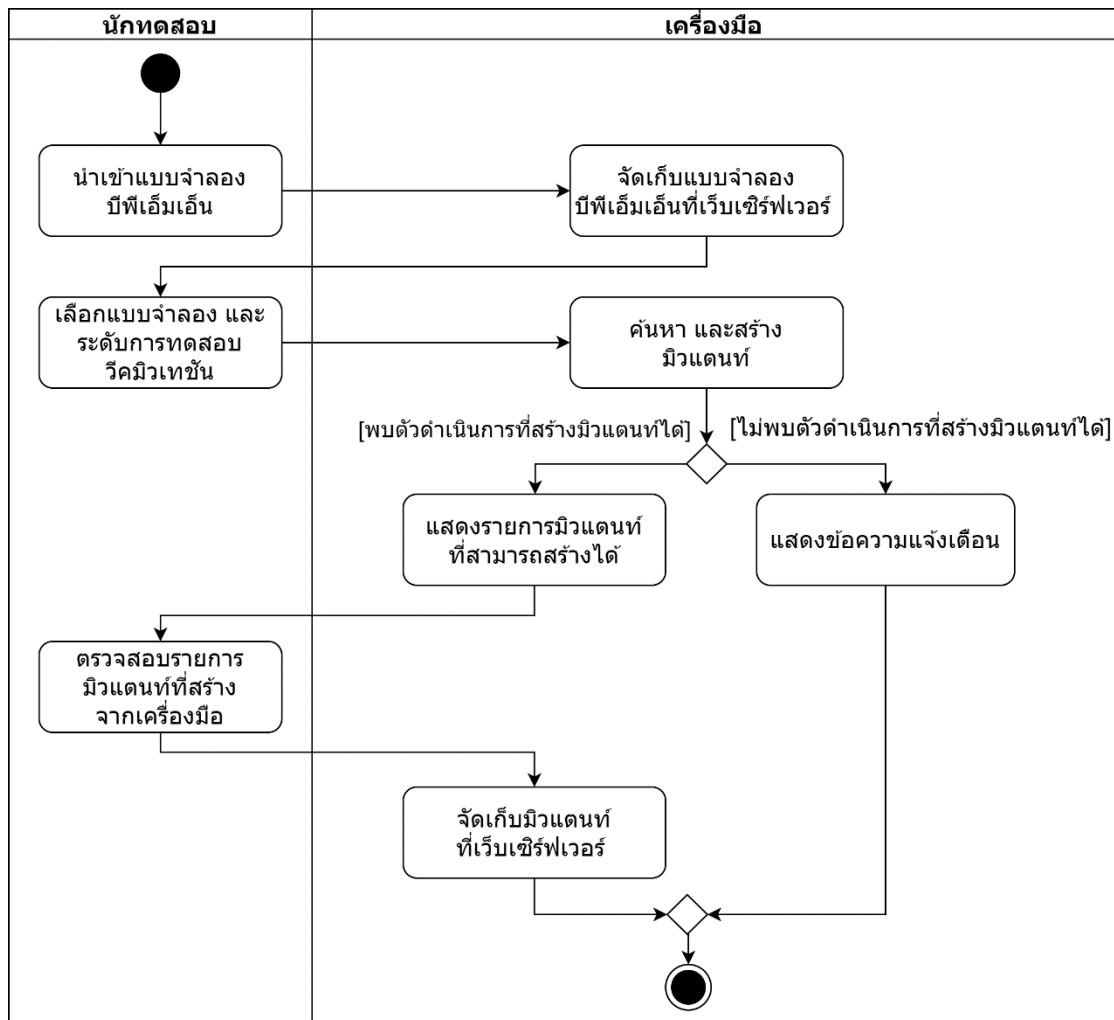 นักทดสอบ
เครื่องมือ
นำเข้าแบบจำลอง
บีพีเอ็มเอ็น
จัดเก็บแบบจำลอง
บีพีเอ็มเอ็นที่เว็บเซิร์ฟเวอร์
เลือกแบบจำลอง และ
ระดับการทดสอบ
วีคมิวเทชัน
ค้นหา และสร้าง
มิวแตนท์
[พบตัวดำเนินการที่สร้างมิวแตนท์ได้]
[ไม่พบตัวดำเนินการที่สร้างมิวแตนท์ได้]
แสดงรายการมิวแตนท์
ที่สามารถสร้างได้
แสดงข้อความแจ้งเตือน
ตรวจสอบรายการ
มิวแตนท์ที่สร้าง
จากเครื่องมือ
จัดเก็บมิวแตนท์
ที่เว็บเซิร์ฟเวอร์